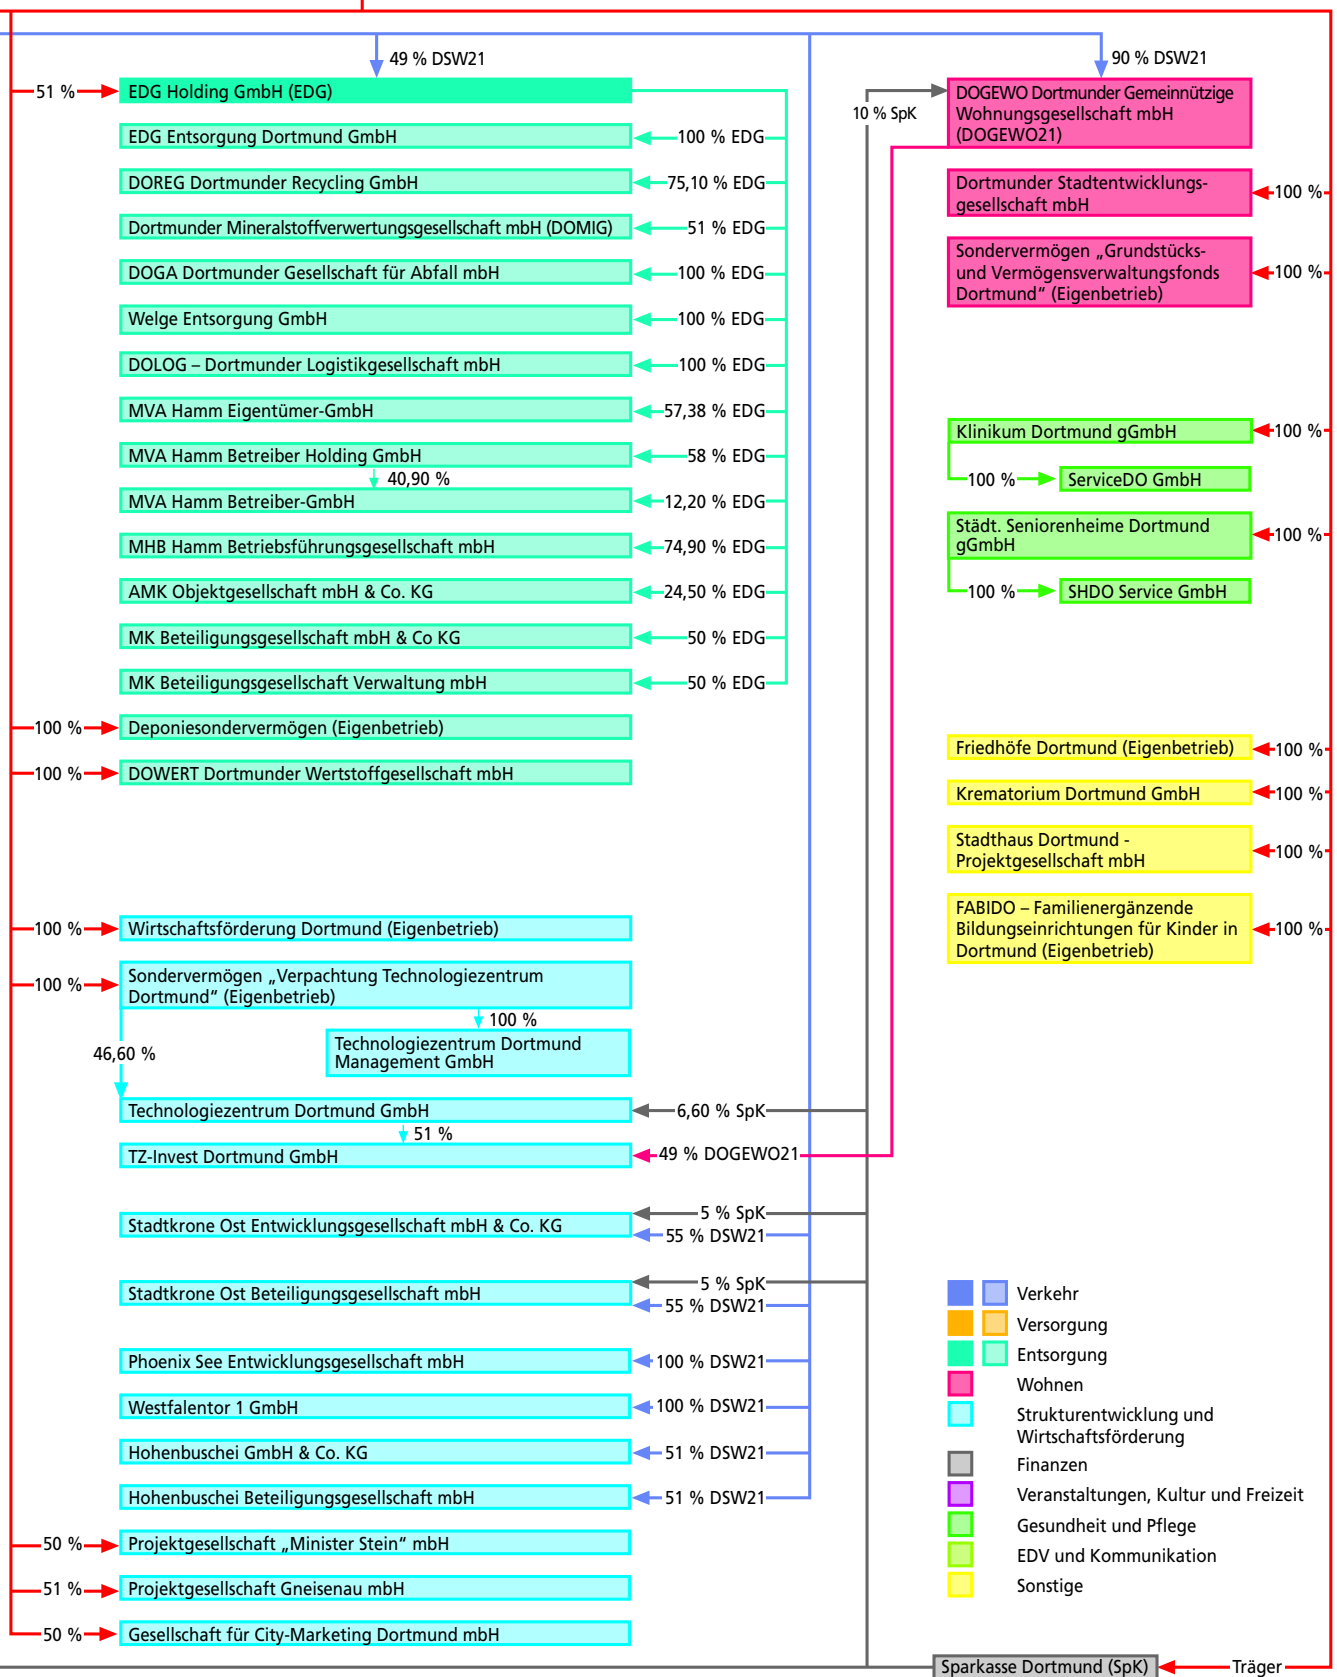 49 % DSW21
51 %
EDG Holding GmbH (EDG)
EDG Entsorgung Dortmund GmbH
100 % EDG
DOREG Dortmunder Recycling GmbH
75,10 % EDG
Dortmunder Mineralstoffverwertungsgesellschaft mbH (DOMIG)
51 % EDG
DOGA Dortmunder Gesellschaft für Abfall mbH
100 % EDG
Welge Entsorgung GmbH
100 % EDG
DOLOG – Dortmunder Logistikgesellschaft mbH
100 % EDG
MVA Hamm Eigentümer-GmbH
57,38 % EDG
MVA Hamm Betreiber Holding GmbH
58 % EDG
40,90 %
MVA Hamm Betreiber-GmbH
12,20 % EDG
MHB Hamm Betriebsführungsgesellschaft mbH
74,90 % EDG
AMK Objektgesellschaft mbH & Co. KG
24,50 % EDG
MK Beteiligungsgesellschaft mbH & Co KG
50 % EDG
MK Beteiligungsgesellschaft Verwaltung mbH
50 % EDG
100 %
Deponiesondervermögen (Eigenbetrieb)
100 %
DOWERT Dortmunder Wertstoffgesellschaft mbH
100 %
Wirtschaftsförderung Dortmund (Eigenbetrieb)
100 %
Sondervermögen „Verpachtung Technologiezentrum
Dortmund“ (Eigenbetrieb)
100 %
Technologiezentrum Dortmund
Management GmbH
46,60 %
Technologiezentrum Dortmund GmbH
6,60 % SpK
51 %
TZ-Invest Dortmund GmbH
49 % DOGEWO21
Stadtkrone Ost Entwicklungsgesellschaft mbH & Co. KG
5 % SpK
55 % DSW21
Stadtkrone Ost Beteiligungsgesellschaft mbH
5 % SpK
55 % DSW21
Phoenix See Entwicklungsgesellschaft mbH
100 % DSW21
Westfalentor 1 GmbH
100 % DSW21
Hohenbuschei GmbH & Co. KG
51 % DSW21
Hohenbuschei Beteiligungsgesellschaft mbH
51 % DSW21
50 %
Projektgesellschaft „Minister Stein“ mbH
51 %
Projektgesellschaft Gneisenau mbH
50 %
Gesellschaft für City-Marketing Dortmund mbH
90 % DSW21
10 % SpK
DOGEWO Dortmunder Gemeinnützige
Wohnungsgesellschaft mbH
(DOGEWO21)
Dortmunder Stadtentwicklungs-
gesellschaft mbH
100 %
Sondervermögen „Grundstücks-
und Vermögensverwaltungsfonds
Dortmund“ (Eigenbetrieb)
100 %
Klinikum Dortmund gGmbH
100 %
100 %
ServiceDO GmbH
Städt. Seniorenheime Dortmund
gGmbH
100 %
100 %
SHDO Service GmbH
Friedhöfe Dortmund (Eigenbetrieb)
100 %
Krematorium Dortmund GmbH
100 %
Stadthaus Dortmund -
Projektgesellschaft mbH
100 %
FABIDO – Familienergänzende
Bildungseinrichtungen für Kinder in
Dortmund (Eigenbetrieb)
100 %
Verkehr
Versorgung
Entsorgung
Wohnen
Strukturentwicklung und
Wirtschaftsförderung
Finanzen
Veranstaltungen, Kultur und Freizeit
Gesundheit und Pflege
EDV und Kommunikation
Sonstige
Sparkasse Dortmund (SpK)
Träger